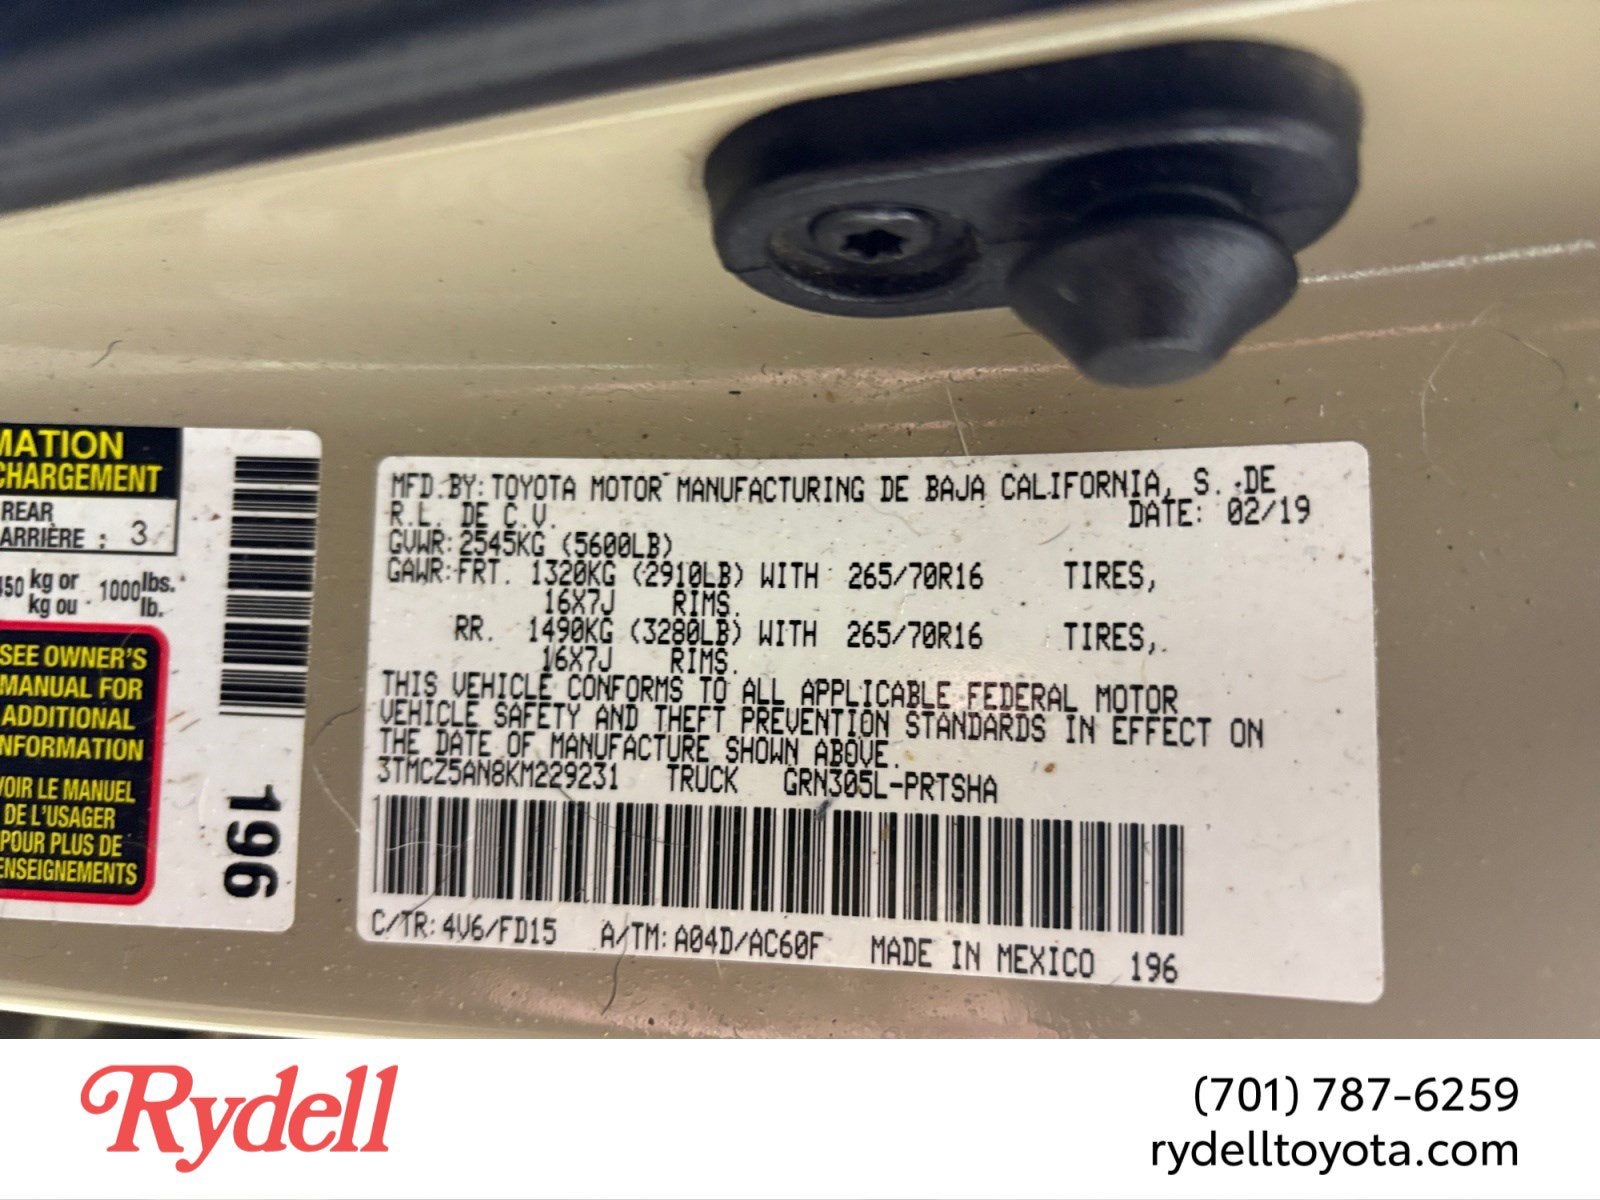 MATION
CHARGEMENT
REAR
ARRIÈRE : 3
450 kg or 1000 lbs.
kg ou lb.
SEE OWNER'S
MANUAL FOR
ADDITIONAL
INFORMATION
VOIR LE MANUEL
DE L'USAGER
POUR PLUS DE
RENSEIGNEMENTS
196
MFD.BY: TOYOTA MOTOR MANUFACTURING DE BAJA CALIFORNIA, S. DE
R.L. DE C.V. DATE: 02/19
GVWR: 2545KG (5600LB)
GAWR: FRT. 1320KG (2910LB) WITH 265/70R16 TIRES,
16X7J RIMS.
RR. 1490KG (3280LB) WITH 265/70R16 TIRES,
16X7J RIMS.
THIS VEHICLE CONFORMS TO ALL APPLICABLE FEDERAL MOTOR
VEHICLE SAFETY AND THEFT PREVENTION STANDARDS IN EFFECT ON
THE DATE OF MANUFACTURE SHOWN ABOVE.
3TMCZ5AN8KM229231 TRUCK GRN305L-PRTSHA
C/TR: 4V6/FD15 A/TM: A04D/AC60F MADE IN MEXICO 196
Rydell
(701) 787-6259
rydelltoyota.com